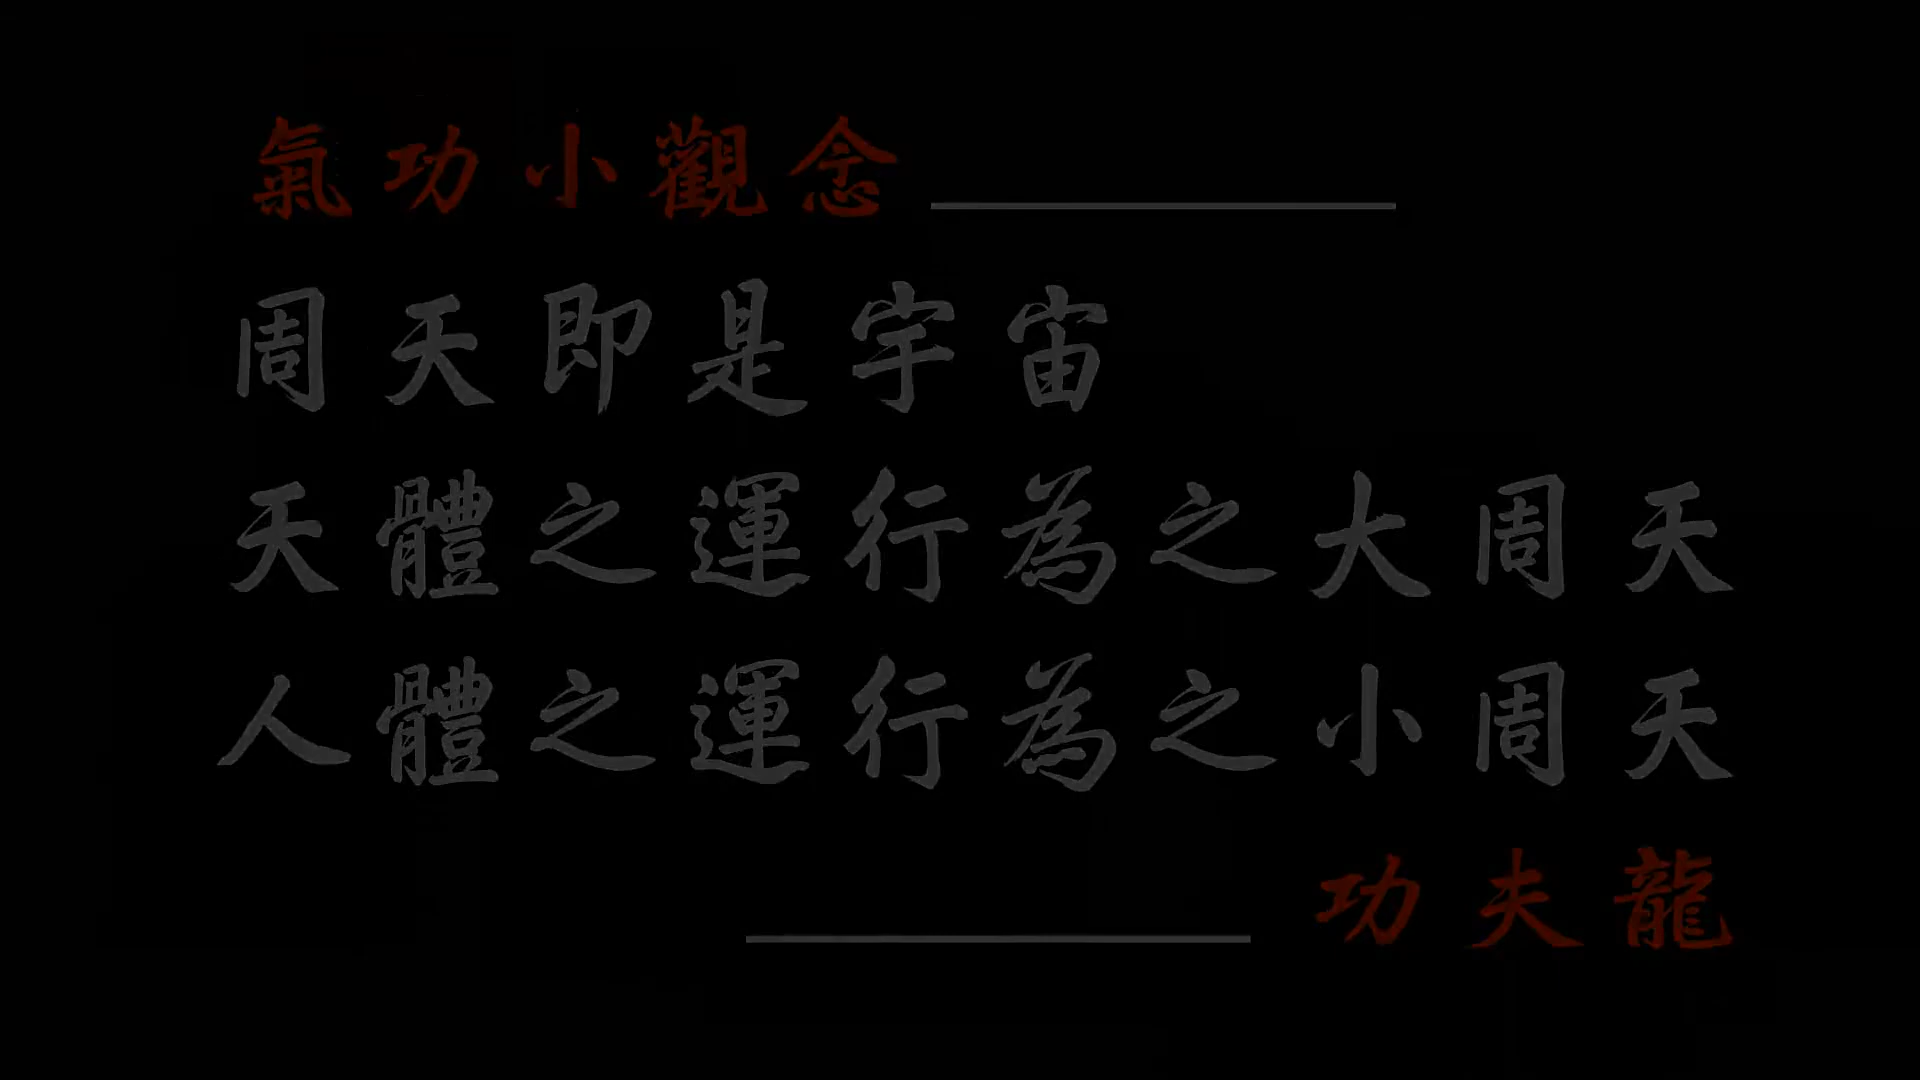 氣功小觀念
周天即是宇宙
天體之運行為之大周天
人體之運行為之小周天
功夫龍